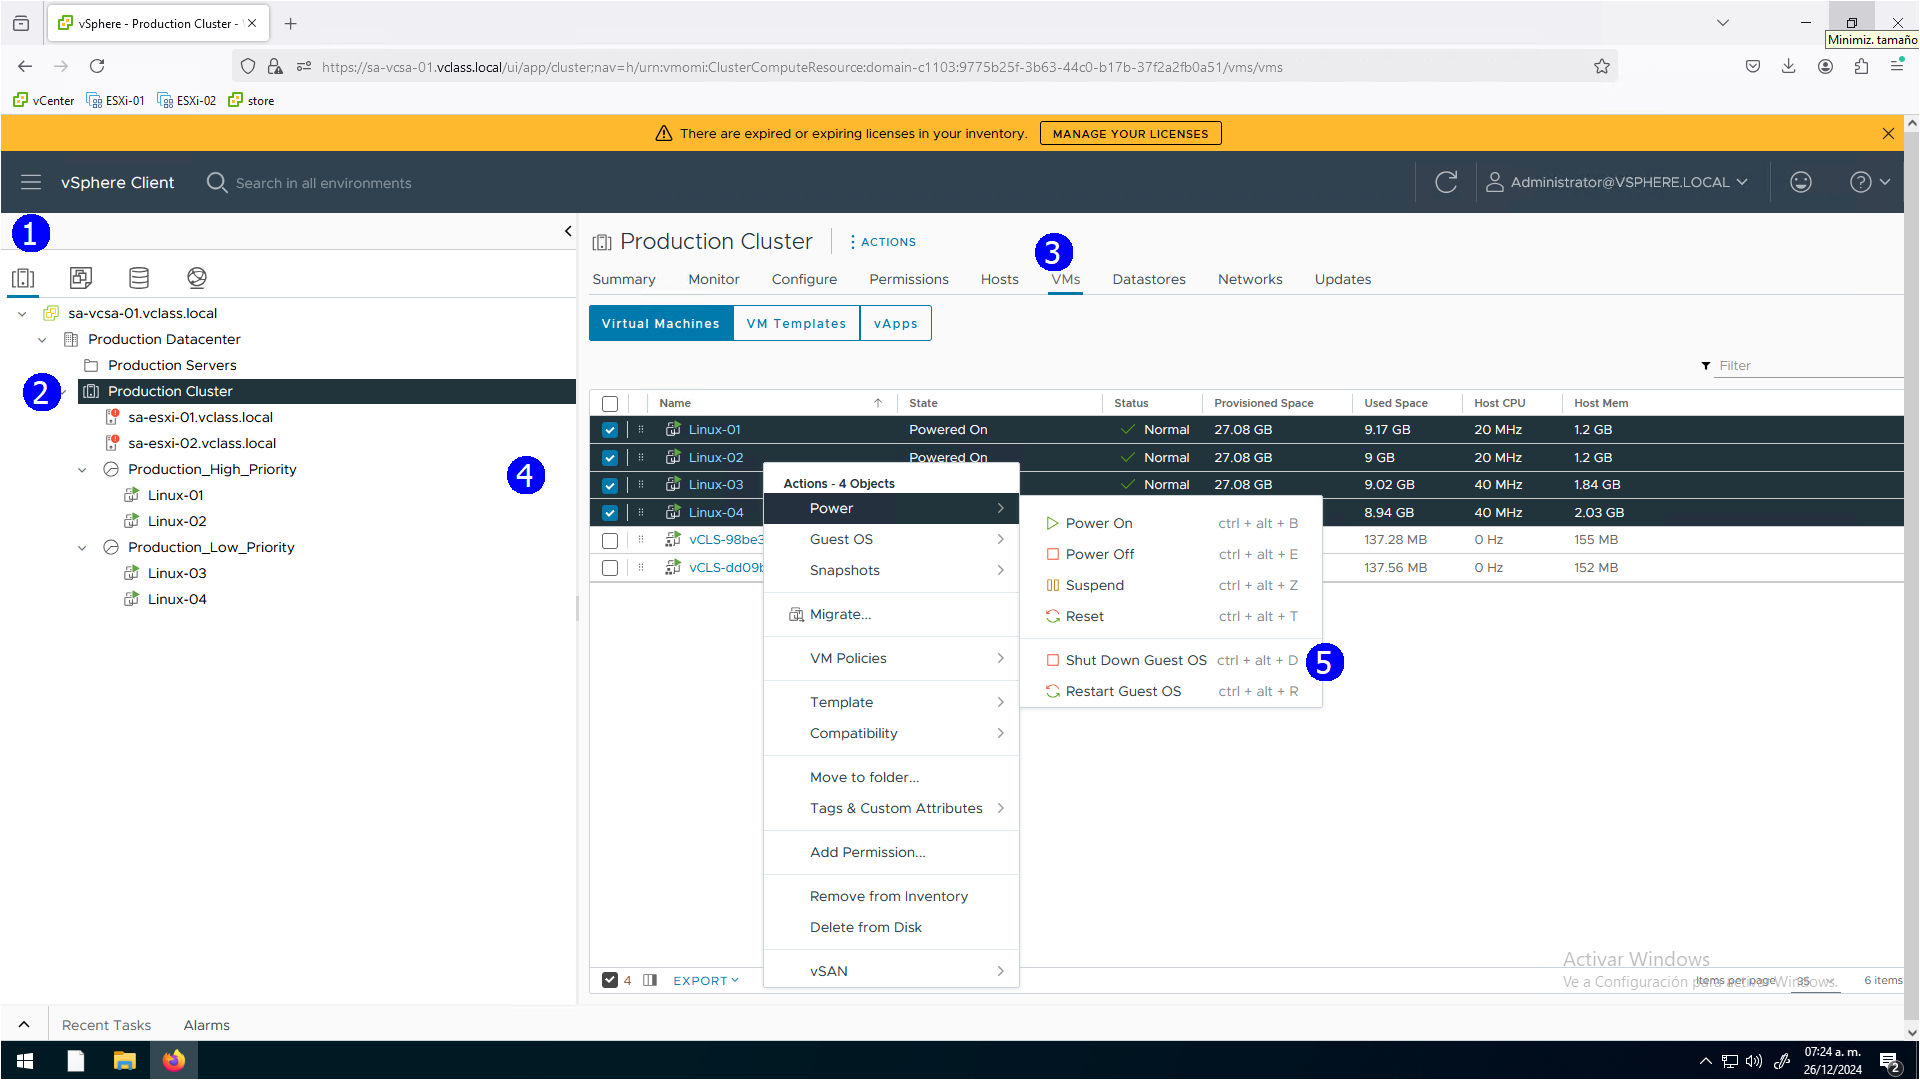 vSphere - Production Cluster -
Minimiz. tamaño
https://sa-vcsa-01.vclass.local/ui/app/cluster;nav=h/urn:vmomi:ClusterComputeResource:domain-c1103:9775b25f-3b63-44c0-b17b-37f2a2fb0a51/vms/vms
vCenter ESXi-01 ESXi-02 store
There are expired or expiring licenses in your inventory. MANAGE YOUR LICENSES
vSphere Client Search in all environments Administrator@VSPHERE.LOCAL
1
Production Cluster ACTIONS
3
Summary Monitor Configure Permissions Hosts VMs Datastores Networks Updates
sa-vcsa-01.vclass.local
Production Datacenter
Production Servers
2 Production Cluster
sa-esxi-01.vclass.local
sa-esxi-02.vclass.local
Production_High_Priority
4
Linux-01
Linux-02
Production_Low_Priority
Linux-03
Linux-04
Virtual Machines VM Templates vApps
Filter
Name State Status Provisioned Space Used Space Host CPU Host Mem
Linux-01 Powered On Normal 27.08 GB 9.17 GB 20 MHz 1.2 GB
Linux-02 Powered On Normal 27.08 GB 9 GB 20 MHz 1.2 GB
Linux-03 Normal 27.08 GB 9.02 GB 40 MHz 1.84 GB
Linux-04 8.94 GB 40 MHz 2.03 GB
vCLS-98be3 137.28 MB 0 Hz 155 MB
vCLS-dd09b 137.56 MB 0 Hz 152 MB
Actions - 4 Objects
Power
Guest OS
Snapshots
Migrate...
VM Policies
Template
Compatibility
Move to folder...
Tags & Custom Attributes
Add Permission...
Remove from Inventory
Delete from Disk
vSAN
Power On ctrl + alt + B
Power Off ctrl + alt + E
Suspend ctrl + alt + Z
Reset ctrl + alt + T
Shut Down Guest OS ctrl + alt + D 5
Restart Guest OS ctrl + alt + R
Activar Windows
Ve a Configuración para activar Windows.
4 EXPORT Items per page 35 6 items
Recent Tasks Alarms
07:24 a. m.
26/12/2024
2